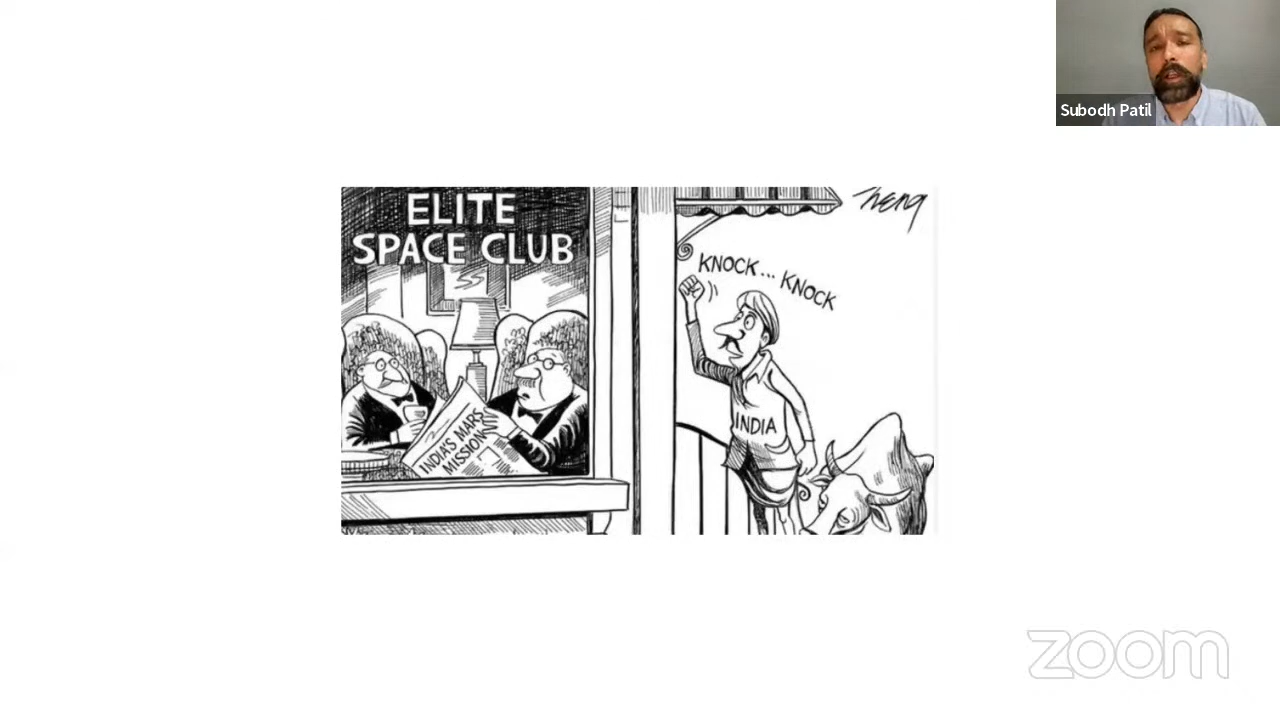 Subodh Patil
ELITE
SPACE CLUB
Heng
KNOCK... KNOCK
INDIA'S MARS
MISSION
INDIA
zoom